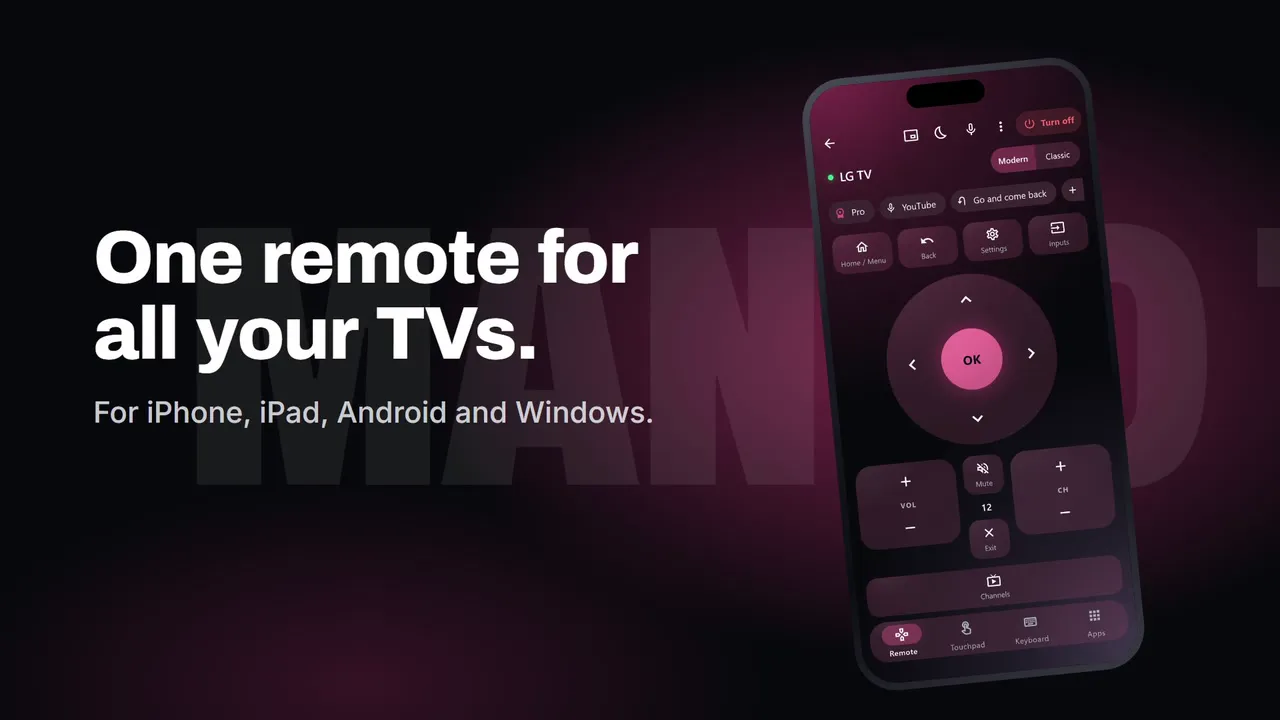 One remote for
all your TVs.
For iPhone, iPad, Android and Windows.
MAN
Turn off
LG TV
Modern
Classic
Pro
YouTube
Go and come back
+
Home / Menu
Back
Settings
Inputs
OK
+
VOL
−
Mute
12
Exit
+
CH
−
Channels
Remote
Touchpad
Keyboard
Apps